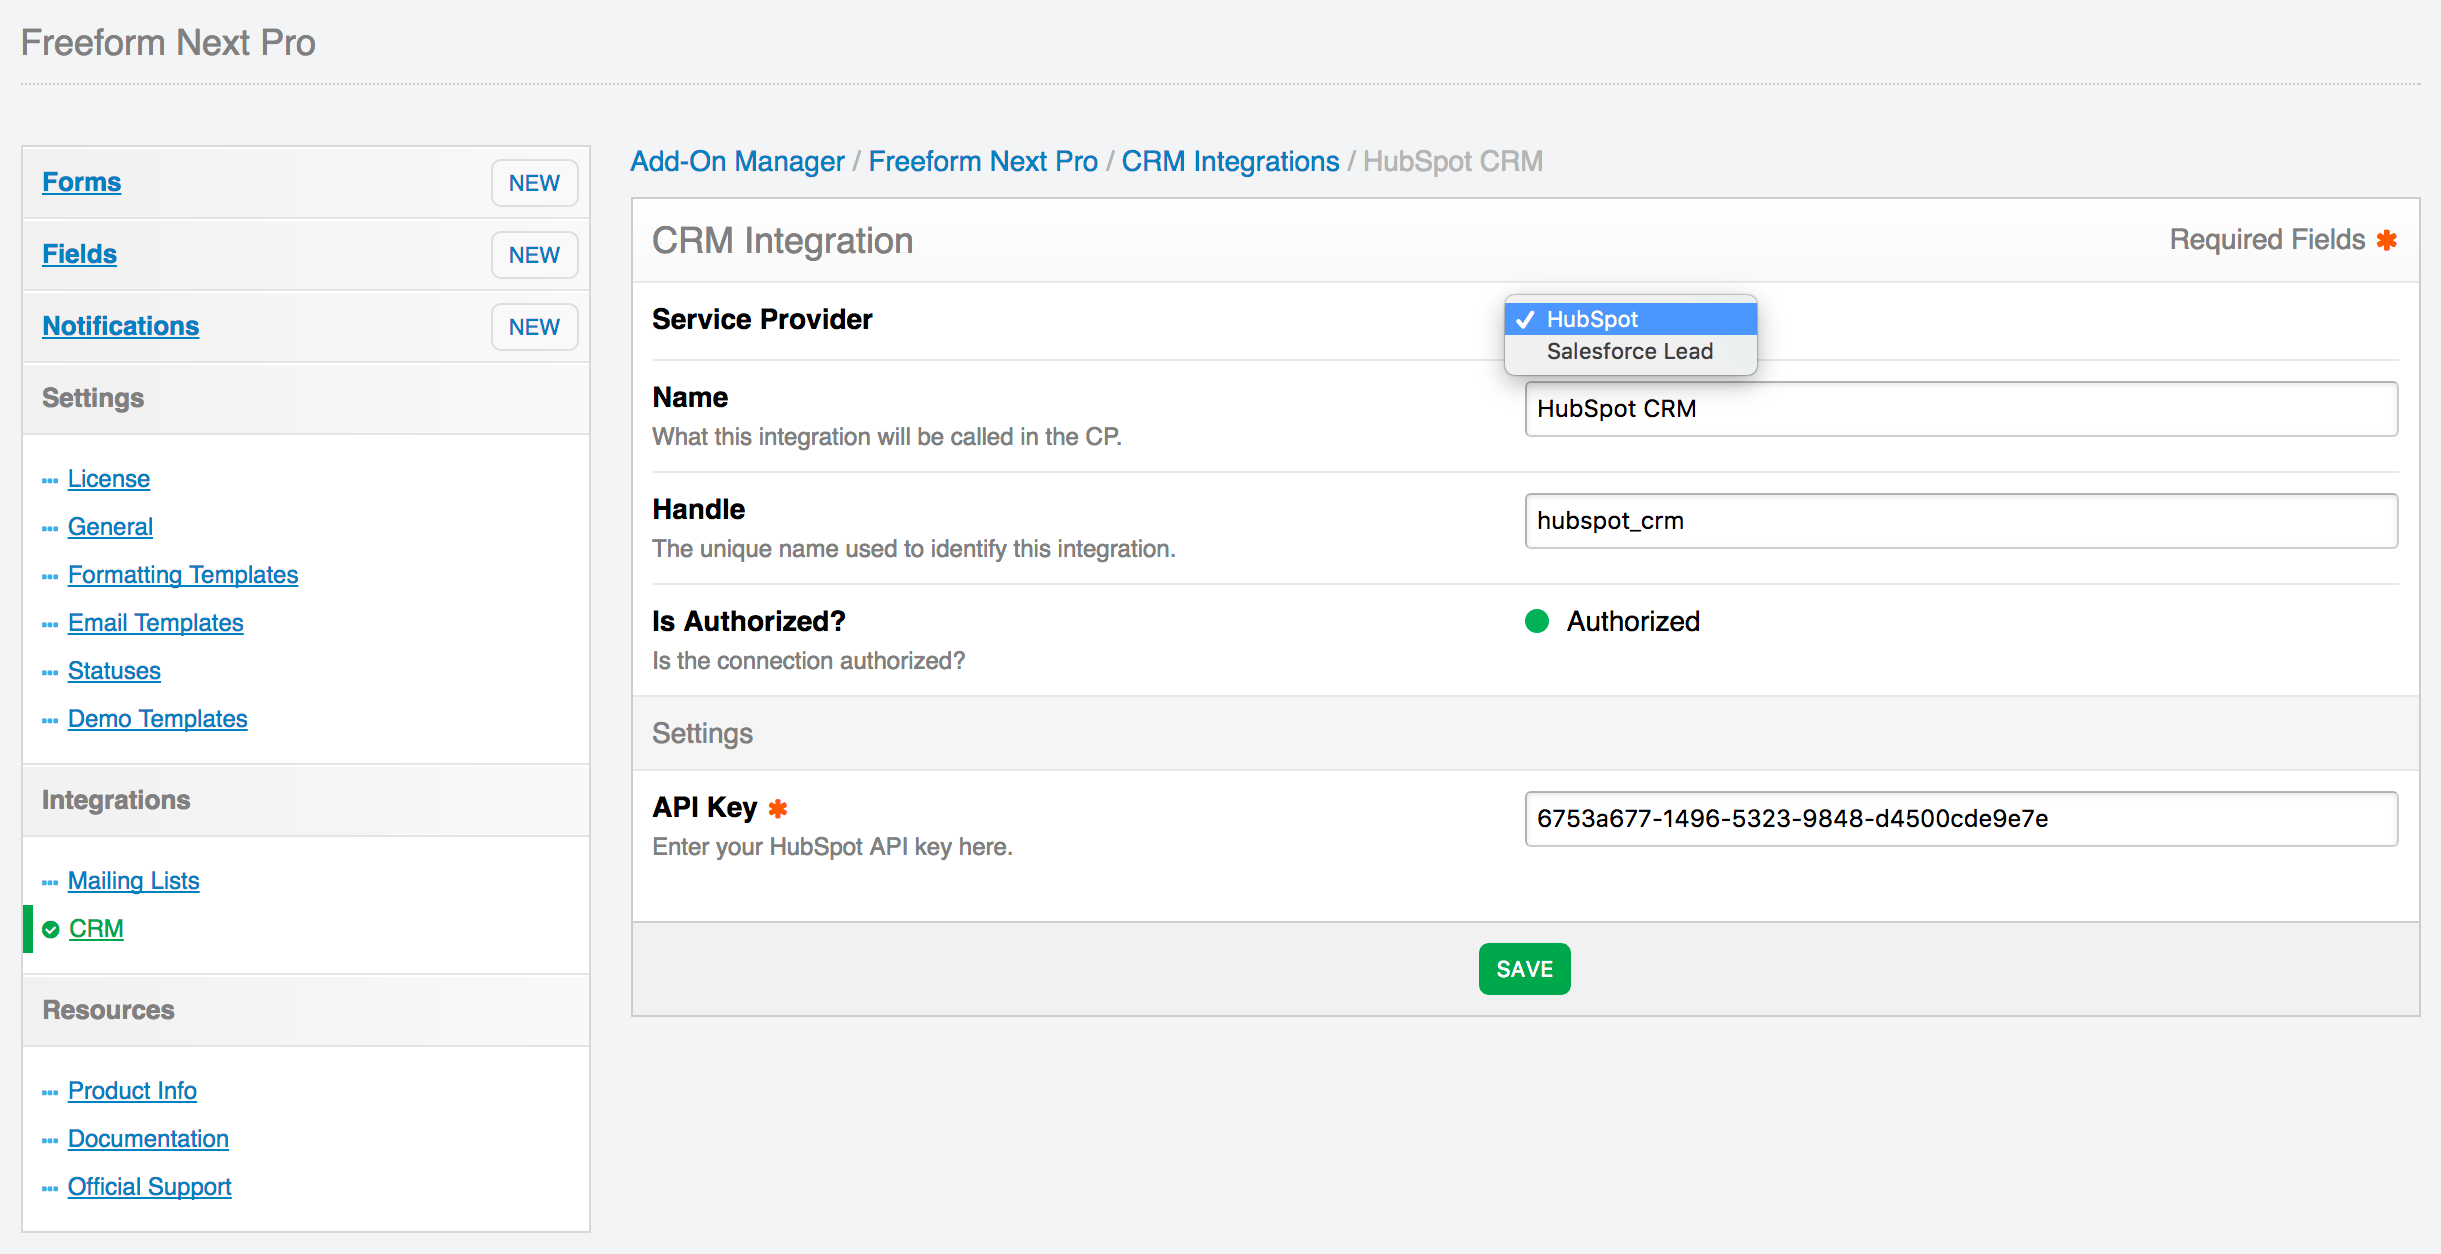 Freeform Next Pro
Forms NEW
Fields NEW
Notifications NEW
Settings
License
General
Formatting Templates
Email Templates
Statuses
Demo Templates
Integrations
Mailing Lists
CRM
Resources
Product Info
Documentation
Official Support
Add-On Manager / Freeform Next Pro / CRM Integrations / HubSpot CRM
CRM Integration Required Fields ✱
Service Provider
✓ HubSpot
Salesforce Lead
Name
What this integration will be called in the CP.
HubSpot CRM
Handle
The unique name used to identify this integration.
hubspot_crm
Is Authorized?
Is the connection authorized?
Authorized
Settings
API Key ✱
Enter your HubSpot API key here.
6753a677-1496-5323-9848-d4500cde9e7e
SAVE